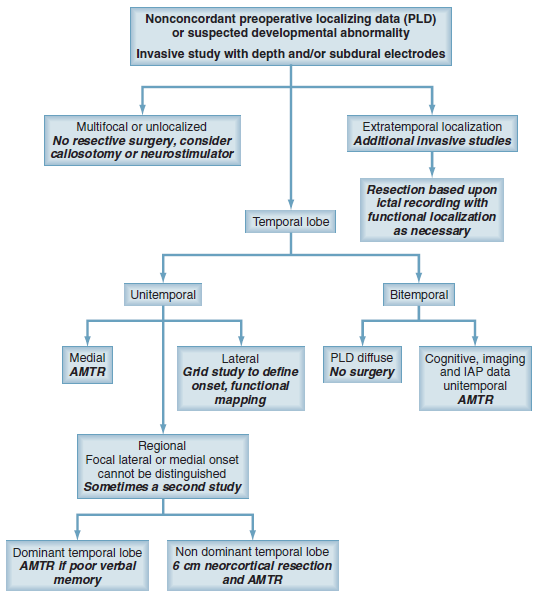 Nonconcordant preoperative localizing data (PLD)
or suspected developmental abnormality
Invasive study with depth and/or subdural electrodes
Multifocal or unlocalized
No resective surgery, consider
callosotomy or neurostimulator
Extratemporal localization
Additional invasive studies
Resection based upon
Ictal recording with
functional localization
as necessary
Temporal lobe
Unitemporal
Bitemporal
Medial
AMTR
Lateral
Grid study to define
onset, functional
mapping
PLD diffuse
No surgery
Cognitive, imaging
and IAP data
unitemporal
AMTR
Regional
Focal lateral or medial onset
cannot be distinguished
Sometimes a second study
Dominant temporal lobe
AMTR if poor verbal
memory
Non dominant temporal lobe
6 cm neorcortical resection
and AMTR